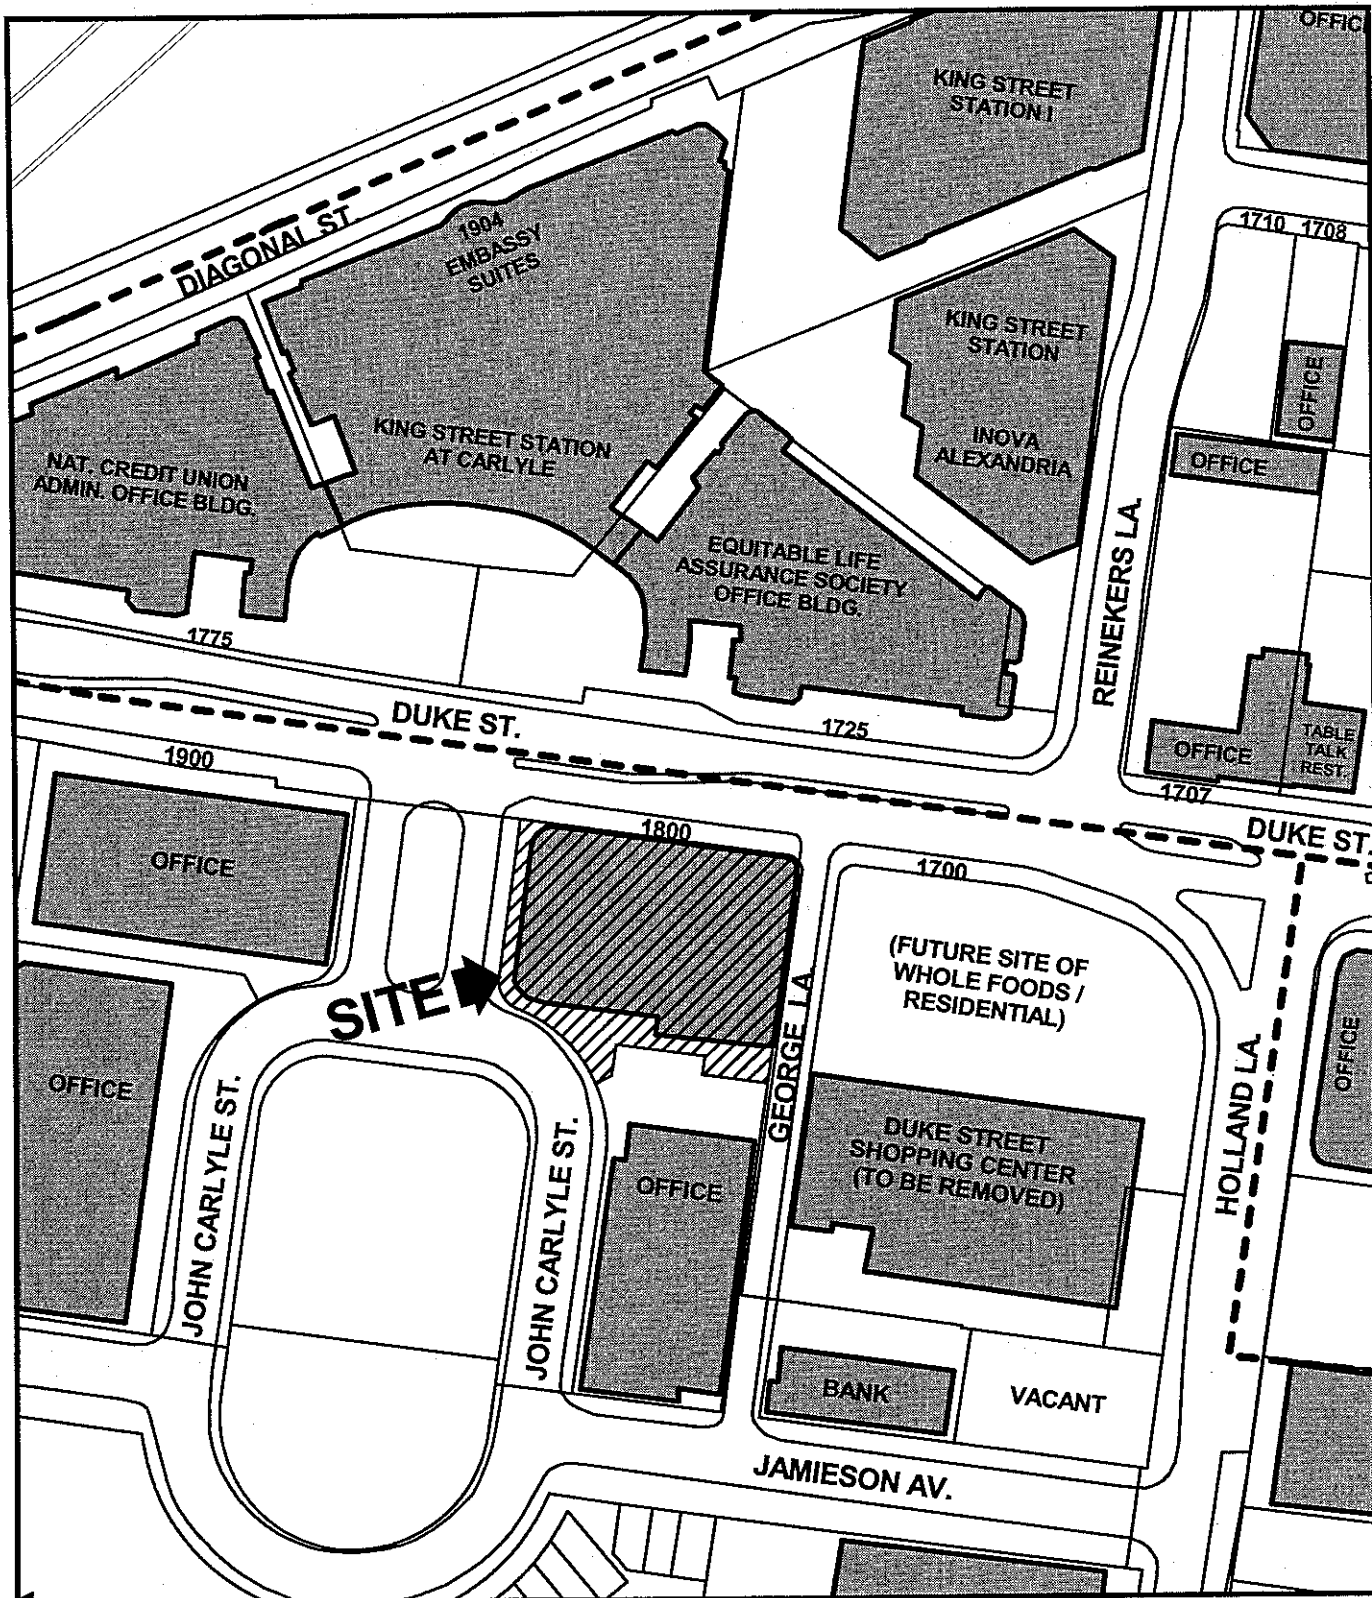 OFFIC
KING STREET
STATION I
1710 1708
1904
EMBASSY
SUITES
DIAGONAL ST.
KING STREET
STATION
INOVA
ALEXANDRIA
OFFICE
OFFICE
KING STREET STATION
AT CARLYLE
NAT. CREDIT UNION
ADMIN. OFFICE BLDG.
EQUITABLE LIFE
ASSURANCE SOCIETY
OFFICE BLDG.
REINEKERS LA.
1775
DUKE ST.
1725
OFFICE
TABLE
TALK
REST.
1707
1900
1800
DUKE ST.
1700
OFFICE
(FUTURE SITE OF
WHOLE FOODS /
RESIDENTIAL)
SITE
GEORGE LA.
OFFICE
OFFICE
JOHN CARLYLE ST.
JOHN CARLYLE ST.
OFFICE
DUKE STREET
SHOPPING CENTER
(TO BE REMOVED)
HOLLAND LA.
BANK
VACANT
JAMIESON AV.